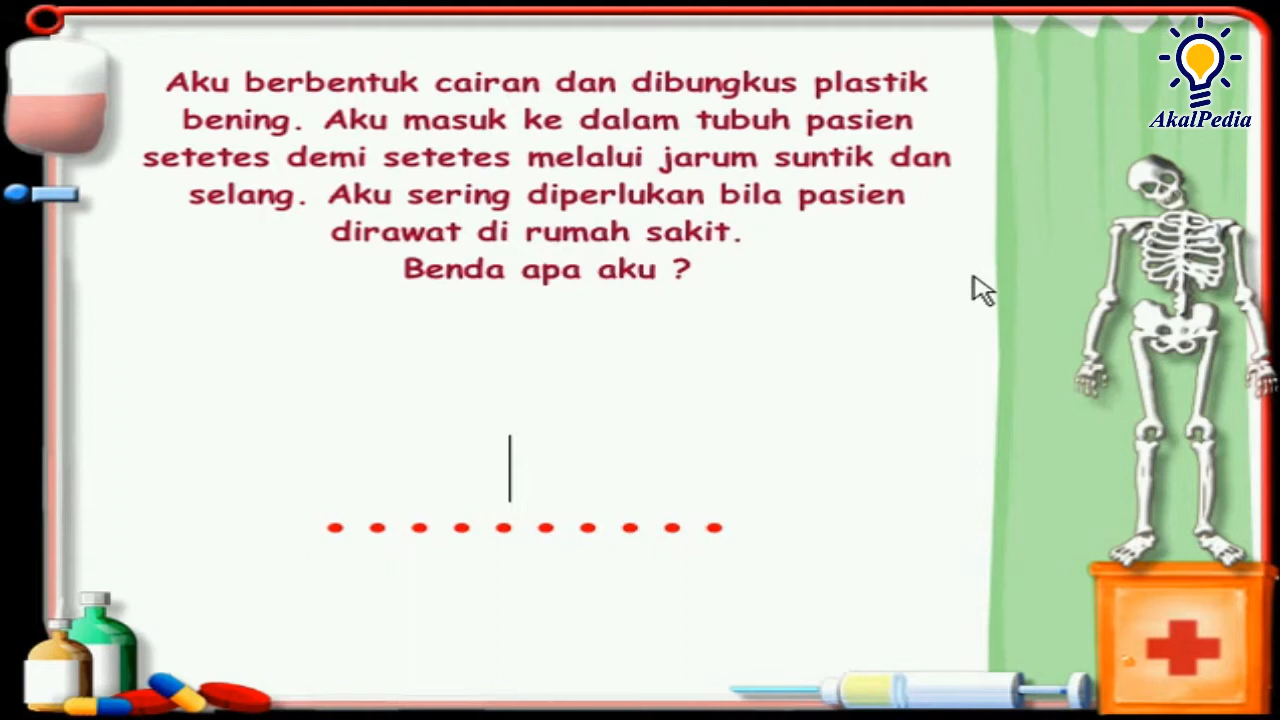 AkalPedia
Aku berbentuk cairan dan dibungkus plastik
bening. Aku masuk ke dalam tubuh pasien
setetes demi setetes melalui jarum suntik dan
selang. Aku sering diperlukan bila pasien
dirawat di rumah sakit.
Benda apa aku ?
. . . . . . . . . .